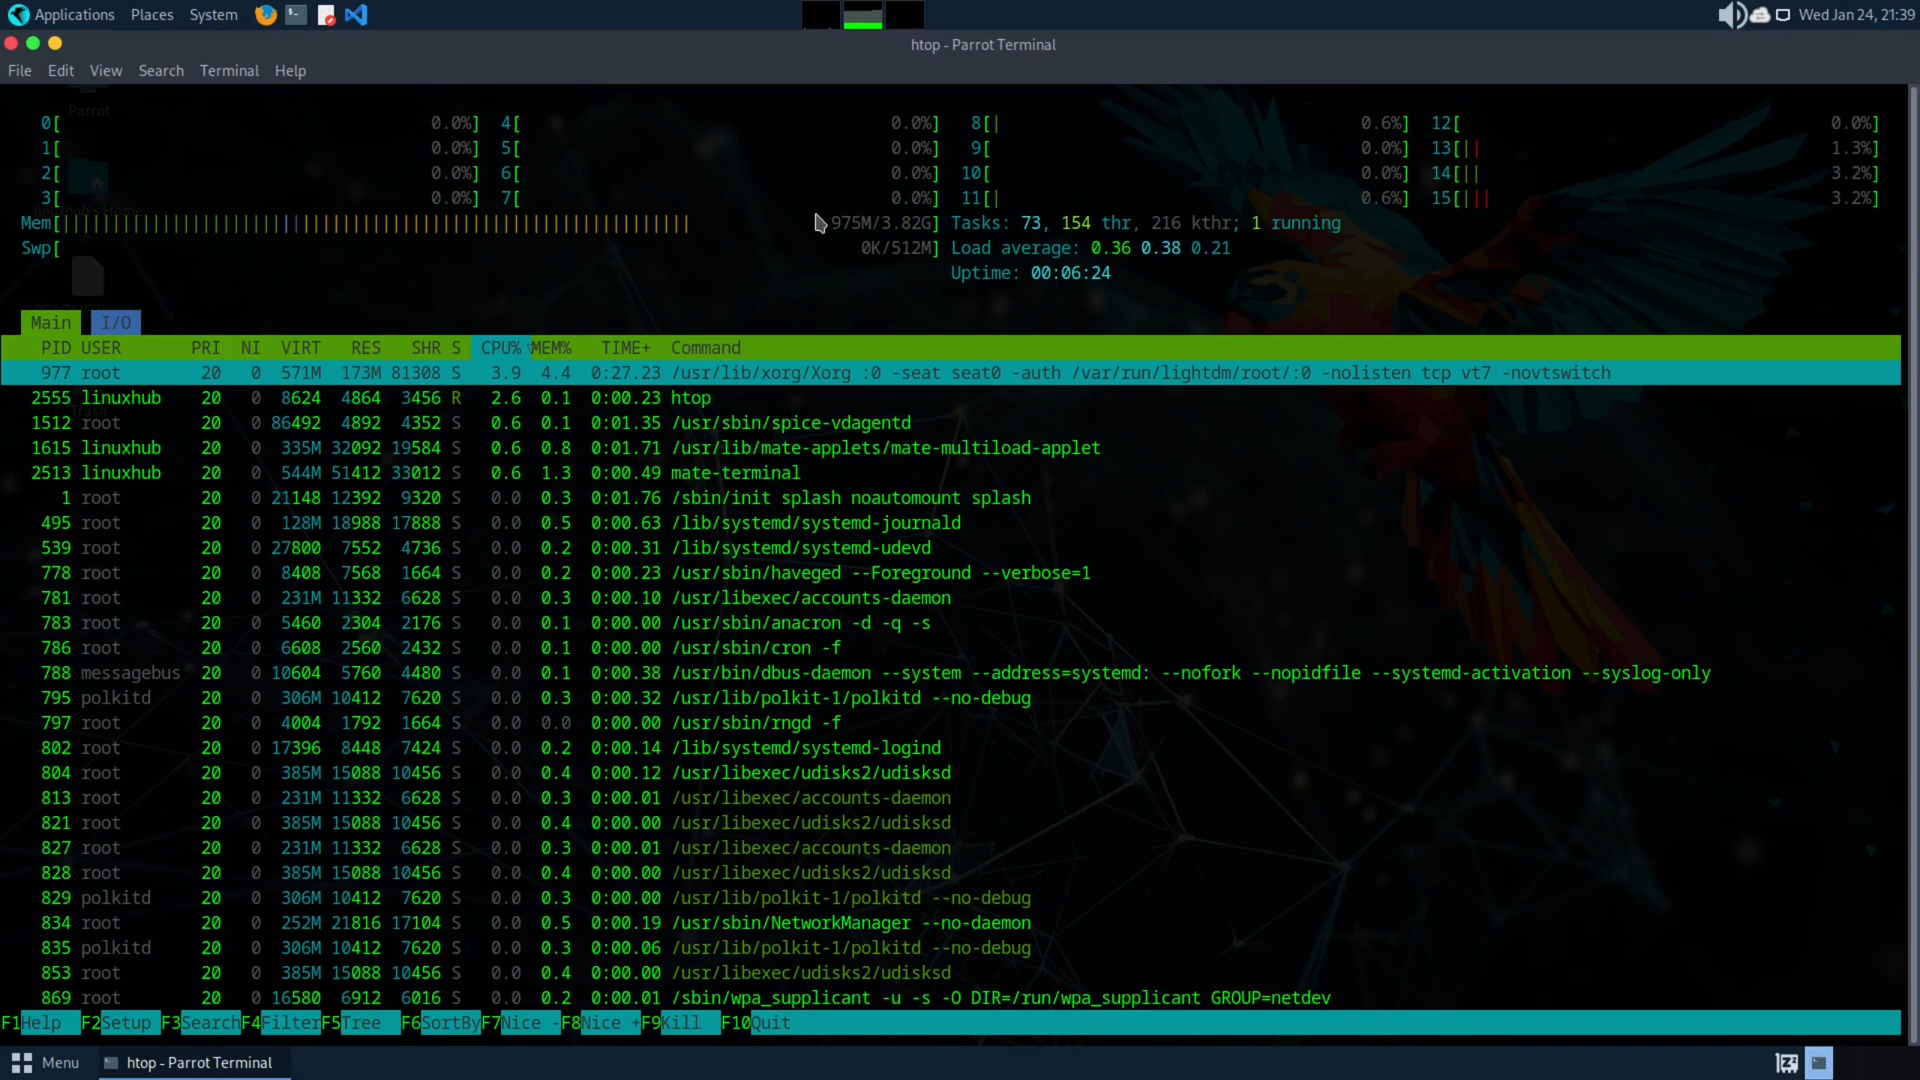 Applications Places System Wed Jan 24, 21:39
htop - Parrot Terminal
File Edit View Search Terminal Help
Parrot
0[ 0.0%] 4[ 0.0%] 8[| 0.6%] 12[ 0.0%]
1[ 0.0%] 5[ 0.0%] 9[ 0.0%] 13[|| 1.3%]
2[ 0.0%] 6[ 0.0%] 10[ 0.0%] 14[|| 3.2%]
3[ 0.0%] 7[ 0.0%] 11[| 0.6%] 15[||| 3.2%]
linuxhub's Home
Mem[|||||||||||||||||||||||||||||||||||||||||||||||||||||||||||||||975M/3.82G] Tasks: 73, 154 thr, 216 kthr; 1 running
Swp[ 0K/512M] Load average: 0.36 0.38 0.21
Uptime: 00:06:24
Main I/O
PID USER PRI NI VIRT RES SHR S CPU%▽MEM% TIME+ Command
977 root 20 0 571M 173M 81308 S 3.9 4.4 0:27.23 /usr/lib/xorg/Xorg :0 -seat seat0 -auth /var/run/lightdm/root/:0 -nolisten tcp vt7 -novtswitch
2555 linuxhub 20 0 8624 4864 3456 R 2.6 0.1 0:00.23 htop
Trash
1512 root 20 0 86492 4892 4352 S 0.6 0.1 0:01.35 /usr/sbin/spice-vdagentd
1615 linuxhub 20 0 335M 32092 19584 S 0.6 0.8 0:01.71 /usr/lib/mate-applets/mate-multiload-applet
2513 linuxhub 20 0 544M 51412 33012 S 0.6 1.3 0:00.49 mate-terminal
1 root 20 0 21148 12392 9320 S 0.0 0.3 0:01.76 /sbin/init splash noautomount splash
495 root 20 0 128M 18988 17888 S 0.0 0.5 0:00.63 /lib/systemd/systemd-journald
539 root 20 0 27800 7552 4736 S 0.0 0.2 0:00.31 /lib/systemd/systemd-udevd
778 root 20 0 8408 7568 1664 S 0.0 0.2 0:00.23 /usr/sbin/haveged --Foreground --verbose=1
781 root 20 0 231M 11332 6628 S 0.0 0.3 0:00.10 /usr/libexec/accounts-daemon
783 root 20 0 5460 2304 2176 S 0.0 0.1 0:00.00 /usr/sbin/anacron -d -q -s
786 root 20 0 6608 2560 2432 S 0.0 0.1 0:00.00 /usr/sbin/cron -f
788 messagebus 20 0 10604 5760 4480 S 0.0 0.1 0:00.38 /usr/bin/dbus-daemon --system --address=systemd: --nofork --nopidfile --systemd-activation --syslog-only
795 polkitd 20 0 306M 10412 7620 S 0.0 0.3 0:00.32 /usr/lib/polkit-1/polkitd --no-debug
797 root 20 0 4004 1792 1664 S 0.0 0.0 0:00.00 /usr/sbin/rngd -f
802 root 20 0 17396 8448 7424 S 0.0 0.2 0:00.14 /lib/systemd/systemd-logind
804 root 20 0 385M 15088 10456 S 0.0 0.4 0:00.12 /usr/libexec/udisks2/udisksd
813 root 20 0 231M 11332 6628 S 0.0 0.3 0:00.01 /usr/libexec/accounts-daemon
821 root 20 0 385M 15088 10456 S 0.0 0.4 0:00.00 /usr/libexec/udisks2/udisksd
827 root 20 0 231M 11332 6628 S 0.0 0.3 0:00.01 /usr/libexec/accounts-daemon
828 root 20 0 385M 15088 10456 S 0.0 0.4 0:00.00 /usr/libexec/udisks2/udisksd
829 polkitd 20 0 306M 10412 7620 S 0.0 0.3 0:00.00 /usr/lib/polkit-1/polkitd --no-debug
834 root 20 0 252M 21816 17104 S 0.0 0.5 0:00.19 /usr/sbin/NetworkManager --no-daemon
835 polkitd 20 0 306M 10412 7620 S 0.0 0.3 0:00.06 /usr/lib/polkit-1/polkitd --no-debug
853 root 20 0 385M 15088 10456 S 0.0 0.4 0:00.00 /usr/libexec/udisks2/udisksd
869 root 20 0 16580 6912 6016 S 0.0 0.2 0:00.01 /sbin/wpa_supplicant -u -s -O DIR=/run/wpa_supplicant GROUP=netdev
F1Help F2Setup F3SearchF4FilterF5Tree F6SortByF7Nice -F8Nice +F9Kill F10Quit
Menu htop - Parrot Terminal